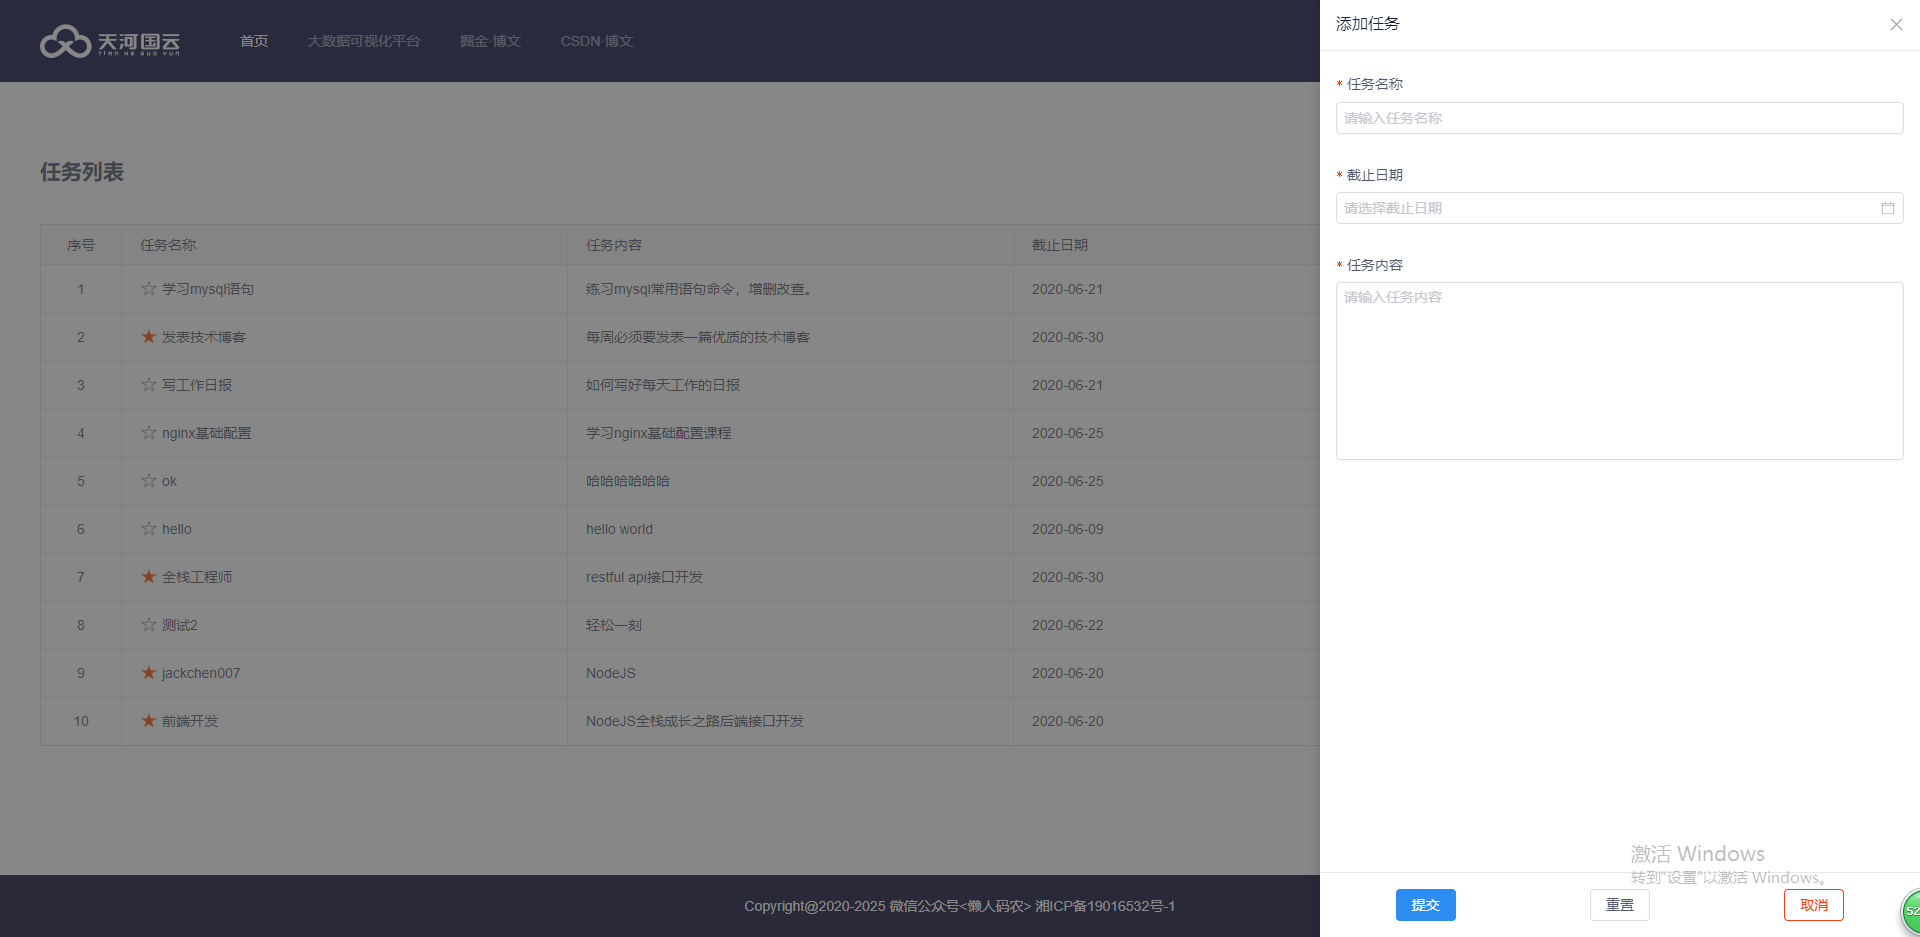 天河国云
TIAN HE GUO YUN
首页
大数据可视化平台
掘金·博文
CSDN·博文
任务列表
序号 任务名称 任务内容 截止日期
1 ☆ 学习mysql语句 练习mysql常用语句命令，增删改查。 2020-06-21
2 ★ 发表技术博客 每周必须要发表一篇优质的技术博客 2020-06-30
3 ☆ 写工作日报 如何写好每天工作的日报 2020-06-21
4 ☆ nginx基础配置 学习nginx基础配置课程 2020-06-25
5 ☆ ok 哈哈哈哈哈哈 2020-06-25
6 ☆ hello hello world 2020-06-09
7 ★ 全栈工程师 restful api接口开发 2020-06-30
8 ☆ 测试2 轻松一刻 2020-06-22
9 ★ jackchen007 NodeJS 2020-06-20
10 ★ 前端开发 NodeJS全栈成长之路后端接口开发 2020-06-20
Copyright@2020-2025 微信公众号<懒人码农> 湘ICP备19016532号-1
添加任务
* 任务名称
请输入任务名称
* 截止日期
请选择截止日期
* 任务内容
请输入任务内容
激活 Windows
转到"设置"以激活 Windows。
提交
重置
取消
52